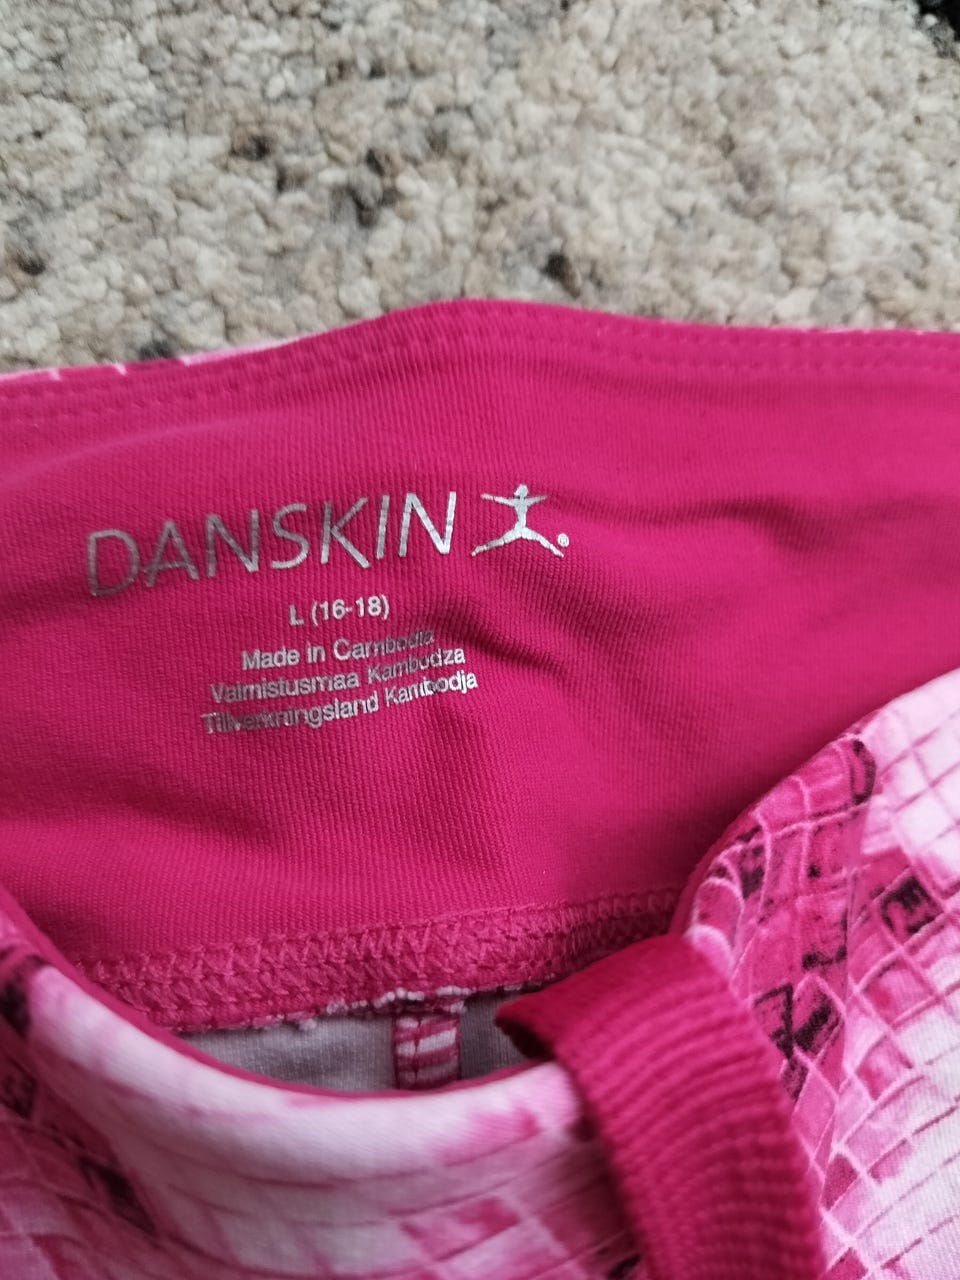 DANSKIN®
L (16-18)
Made in Cambodia
Valmistusmaa Kambodza
Tillverkningsland Kambodja